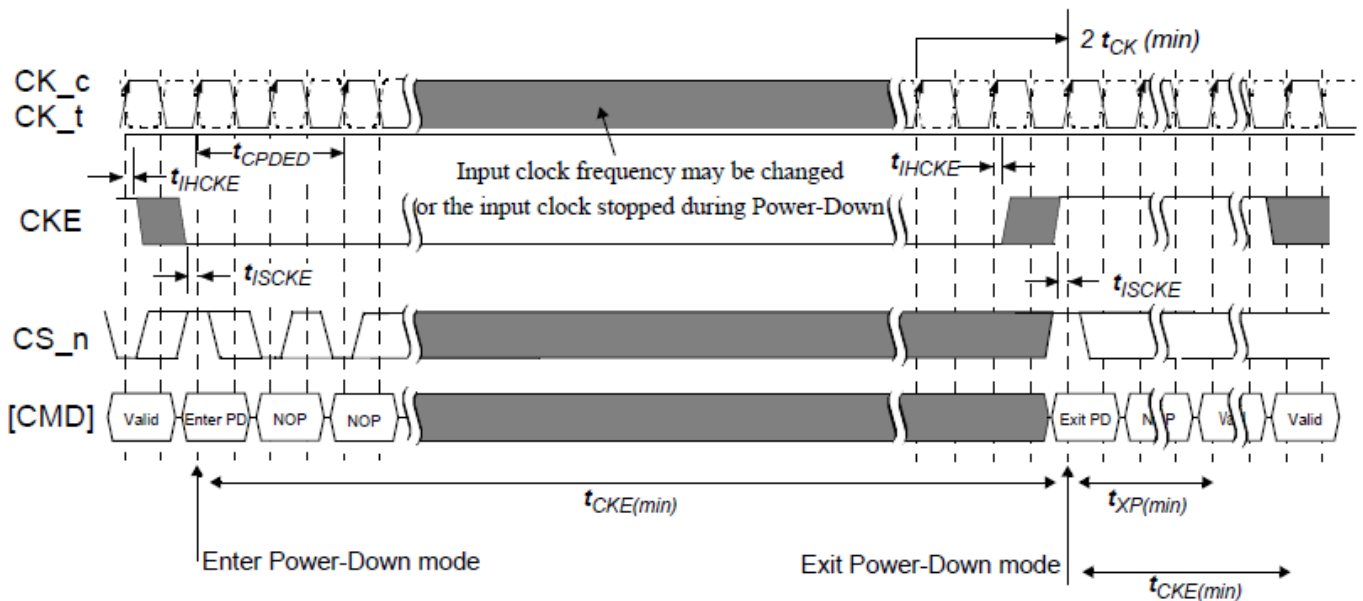 2 tCK (min)
CK_c
CK_t
tCPDED
tIHCKE
Input clock frequency may be changed
or the input clock stopped during Power-Down
tIHCKE
CKE
tISCKE
tISCKE
CS_n
[CMD]
Valid
Enter PD
NOP
NOP
Exit PD
Valid
tCKE(min)
tXP(min)
Enter Power-Down mode
Exit Power-Down mode
tCKE(min)